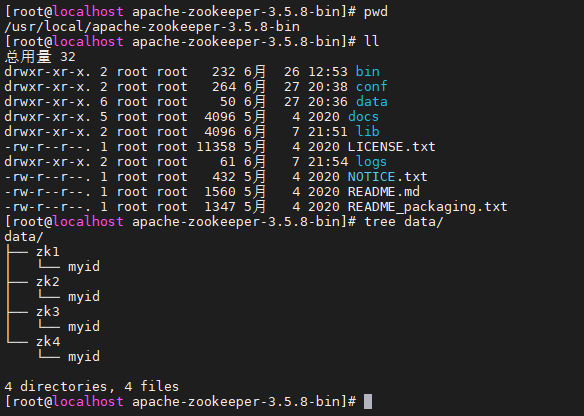 [root@localhost apache-zookeeper-3.5.8-bin]# pwd
/usr/local/apache-zookeeper-3.5.8-bin
[root@localhost apache-zookeeper-3.5.8-bin]# ll
总用量 32
drwxr-xr-x. 2 root root   232 6月  26 12:53 bin
drwxr-xr-x. 2 root root   264 6月  27 20:38 conf
drwxr-xr-x. 6 root root    50 6月  27 20:36 data
drwxr-xr-x. 5 root root  4096 5月   4 2020 docs
drwxr-xr-x. 2 root root  4096 6月   7 21:51 lib
-rw-r--r--. 1 root root 11358 5月   4 2020 LICENSE.txt
drwxr-xr-x. 2 root root    61 6月   7 21:54 logs
-rw-r--r--. 1 root root   432 5月   4 2020 NOTICE.txt
-rw-r--r--. 1 root root  1560 5月   4 2020 README.md
-rw-r--r--. 1 root root  1347 5月   4 2020 README_packaging.txt
[root@localhost apache-zookeeper-3.5.8-bin]# tree data/
data/
├── zk1
│   └── myid
├── zk2
│   └── myid
├── zk3
│   └── myid
└── zk4
    └── myid
4 directories, 4 files
[root@localhost apache-zookeeper-3.5.8-bin]#